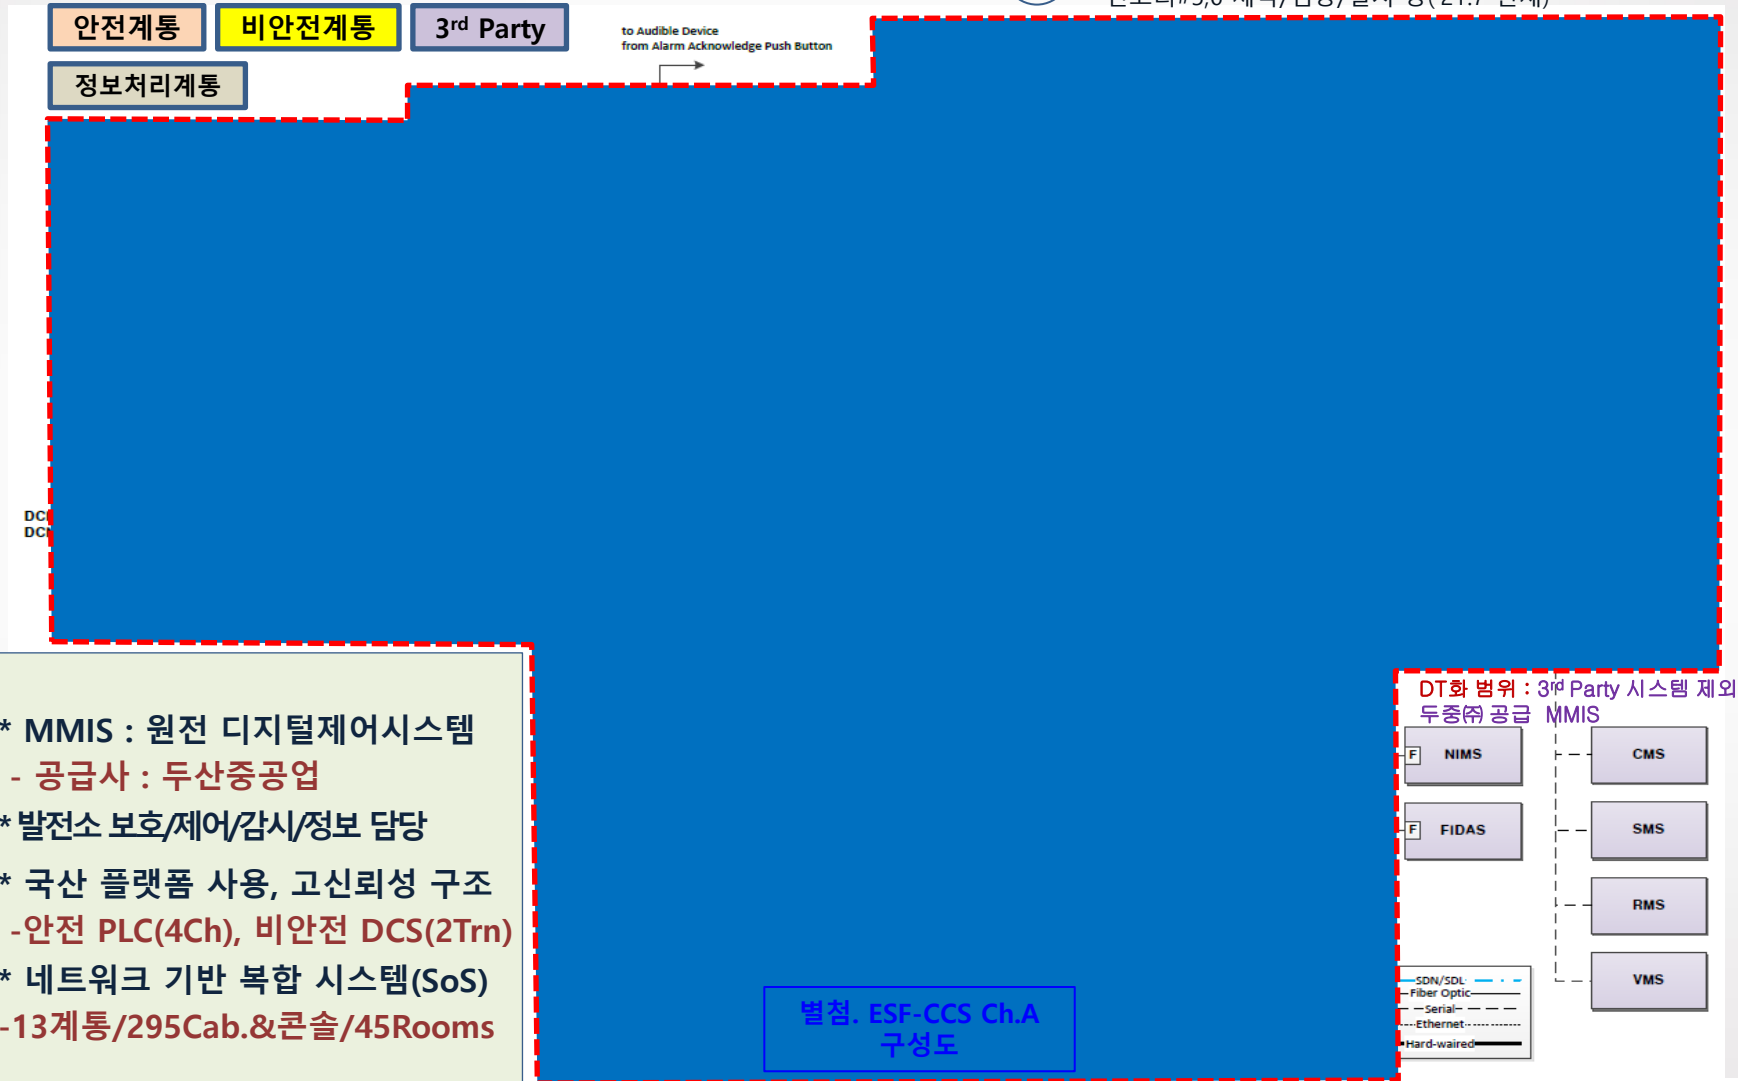 안전계통
비안전계통
3rd Party
정보처리계통
to Audible Device
from Alarm Acknowledge Push Button
* MMIS : 원전 디지털제어시스템
- 공급사 : 두산중공업
* 발전소 보호/제어/감시/정보 담당
* 국산 플랫폼 사용, 고신뢰성 구조
-안전 PLC(4Ch), 비안전 DCS(2Trn)
* 네트워크 기반 복합 시스템(SoS)
-13계통/295Cab.&콘솔/45Rooms
별첨. ESF-CCS Ch.A
구성도
DT화 범위 : 3rd Party 시스템 제외
두중㈜ 공급 MMIS
F NIMS
CMS
F FIDAS
SMS
RMS
VMS
SDN/SDL
Fiber Optic
Serial
Ethernet
Hard-waired